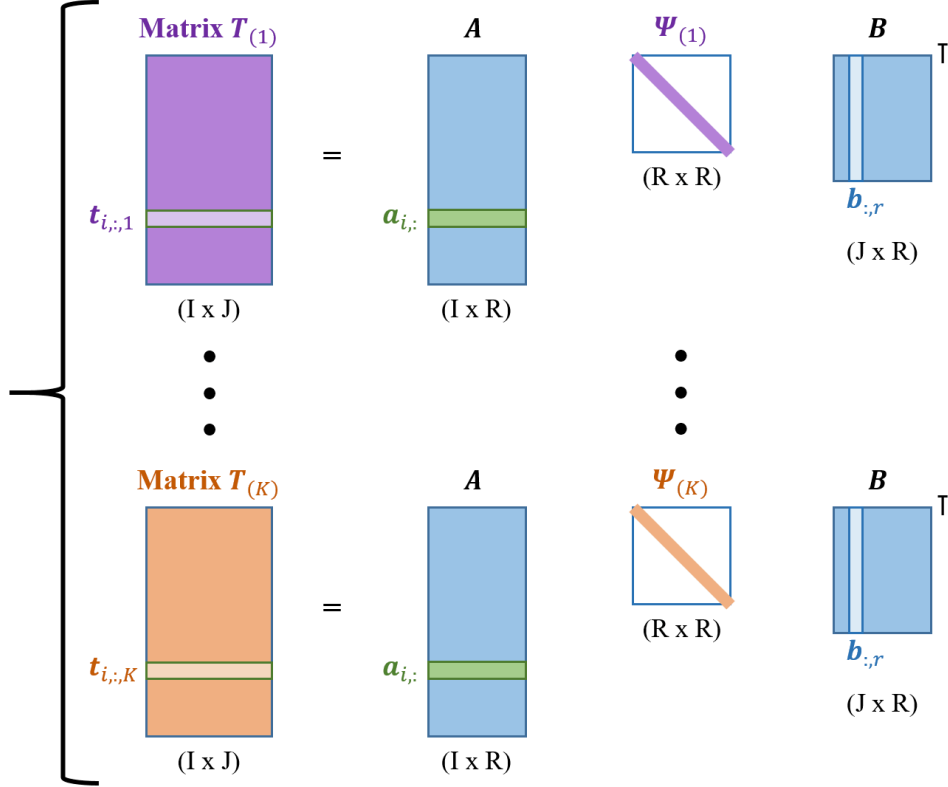 Matrix T(1) A Ψ(1) B
T
=
(R x R)
t i,:,1 a i,: b :,r
(J x R)
(I x J) (I x R)
Matrix T(K) A Ψ(K) B
T
=
(R x R)
t i,:,K a i,: b :,r
(J x R)
(I x J) (I x R)